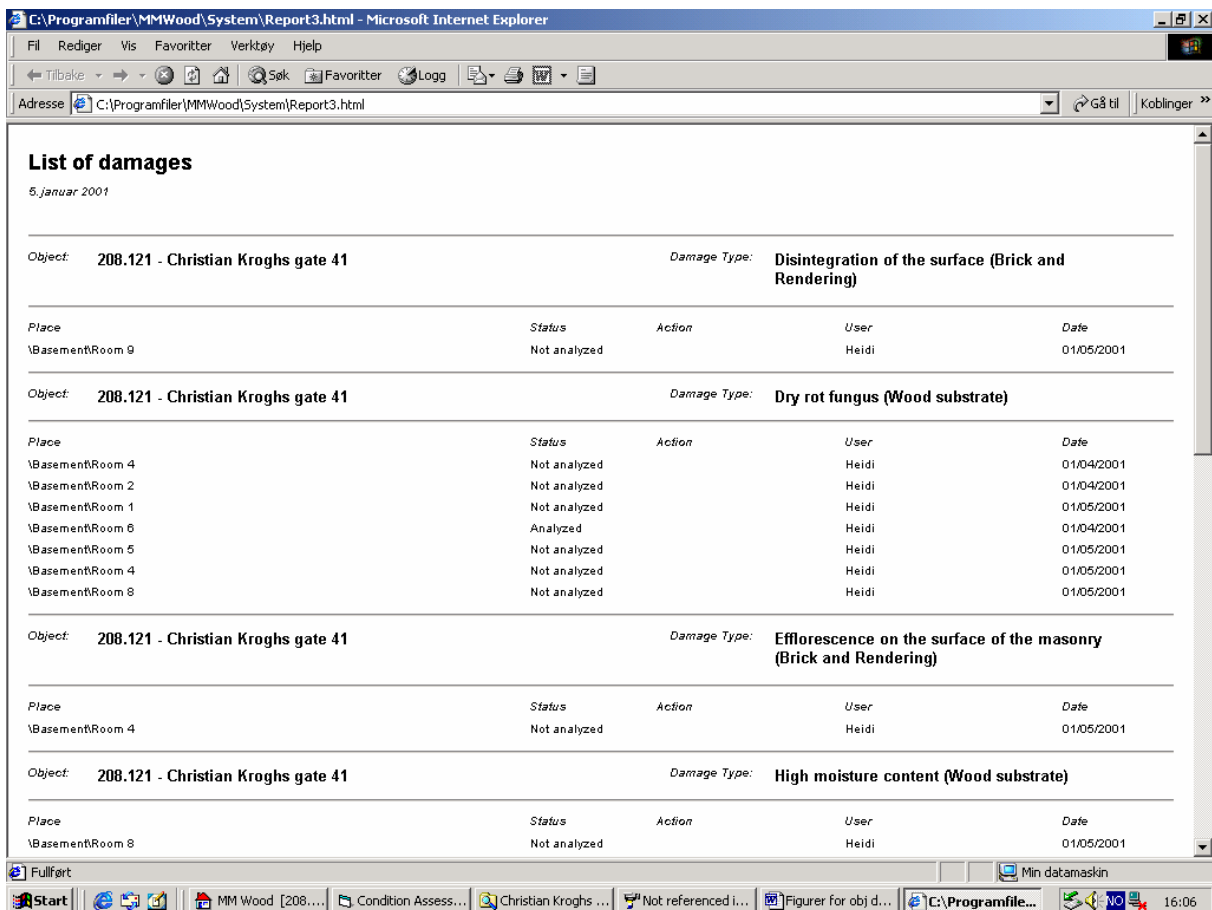 C:\Programfiler\MMWood\System\Report3.html - Microsoft Internet Explorer
Fil Rediger Vis Favoritter Verktøy Hjelp
Tilbake Søk Favoritter Logg
Adresse C:\Programfiler\MMWood\System\Report3.html Gå til Koblinger »
List of damages
5. januar 2001
Object: 208.121 - Christian Kroghs gate 41 Damage Type: Disintegration of the surface (Brick and
Rendering)
Place Status Action User Date
\Basement\Room 9 Not analyzed Heidi 01/05/2001
Object: 208.121 - Christian Kroghs gate 41 Damage Type: Dry rot fungus (Wood substrate)
Place Status Action User Date
\Basement\Room 4 Not analyzed Heidi 01/04/2001
\Basement\Room 2 Not analyzed Heidi 01/04/2001
\Basement\Room 1 Not analyzed Heidi 01/05/2001
\Basement\Room 6 Analyzed Heidi 01/04/2001
\Basement\Room 5 Not analyzed Heidi 01/05/2001
\Basement\Room 4 Not analyzed Heidi 01/05/2001
\Basement\Room 8 Not analyzed Heidi 01/05/2001
Object: 208.121 - Christian Kroghs gate 41 Damage Type: Efflorescence on the surface of the masonry
(Brick and Rendering)
Place Status Action User Date
\Basement\Room 4 Not analyzed Heidi 01/05/2001
Object: 208.121 - Christian Kroghs gate 41 Damage Type: High moisture content (Wood substrate)
Place Status Action User Date
\Basement\Room 8 Not analyzed Heidi 01/05/2001
Fullført Min datamaskin
Start MM Wood [208.... Condition Assess... Christian Kroghs ... Not referenced i... Figurer for obj d... C:\Programfile... NO 16:06